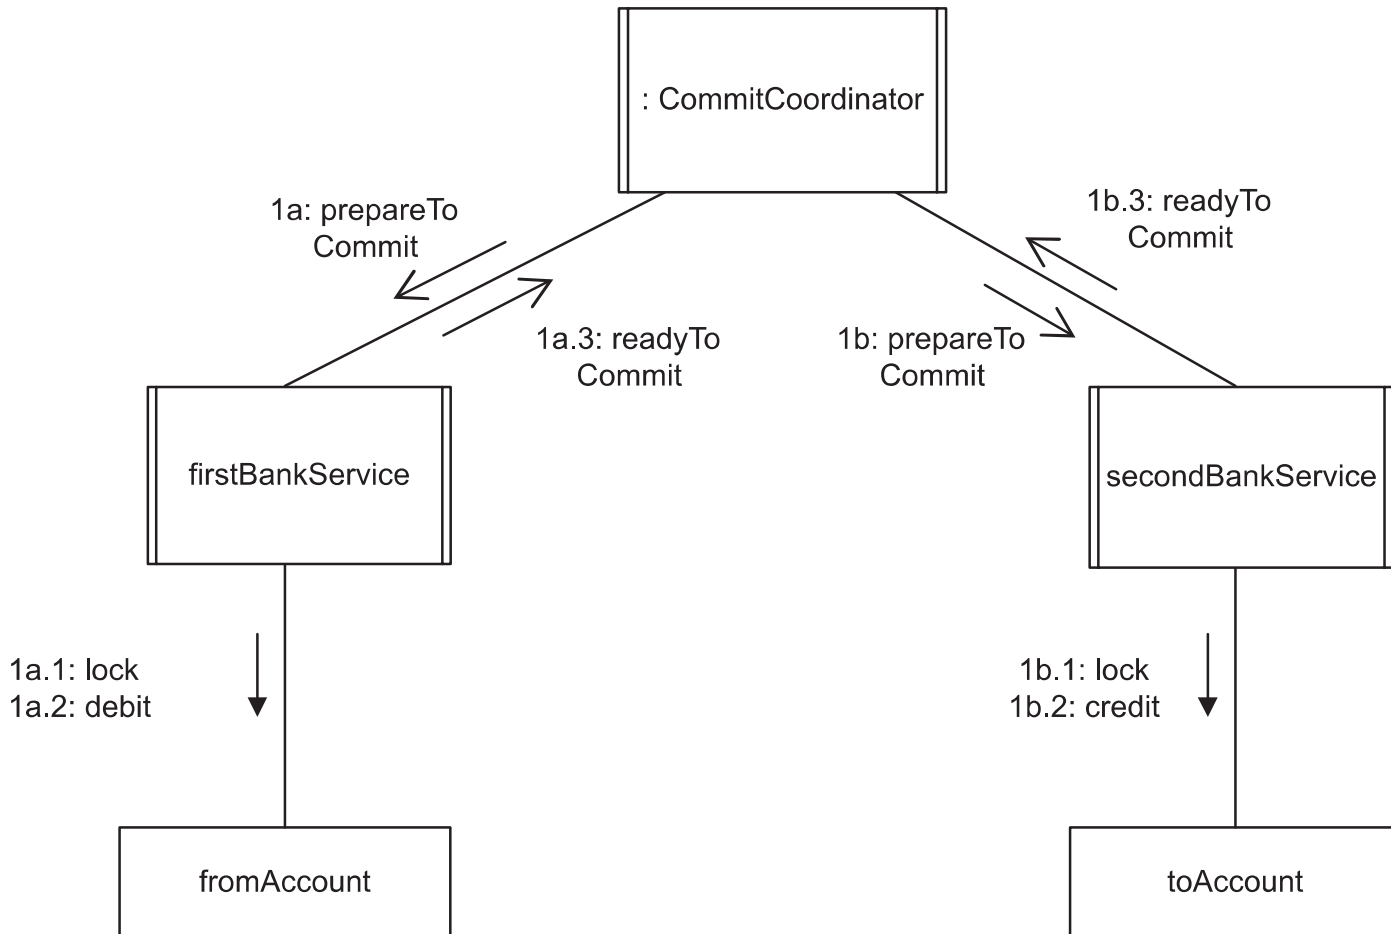 : CommitCoordinator
1a: prepareTo
Commit
1b.3: readyTo
Commit
1a.3: readyTo
Commit
1b: prepareTo
Commit
firstBankService
secondBankService
1a.1: lock
1a.2: debit
1b.1: lock
1b.2: credit
fromAccount
toAccount